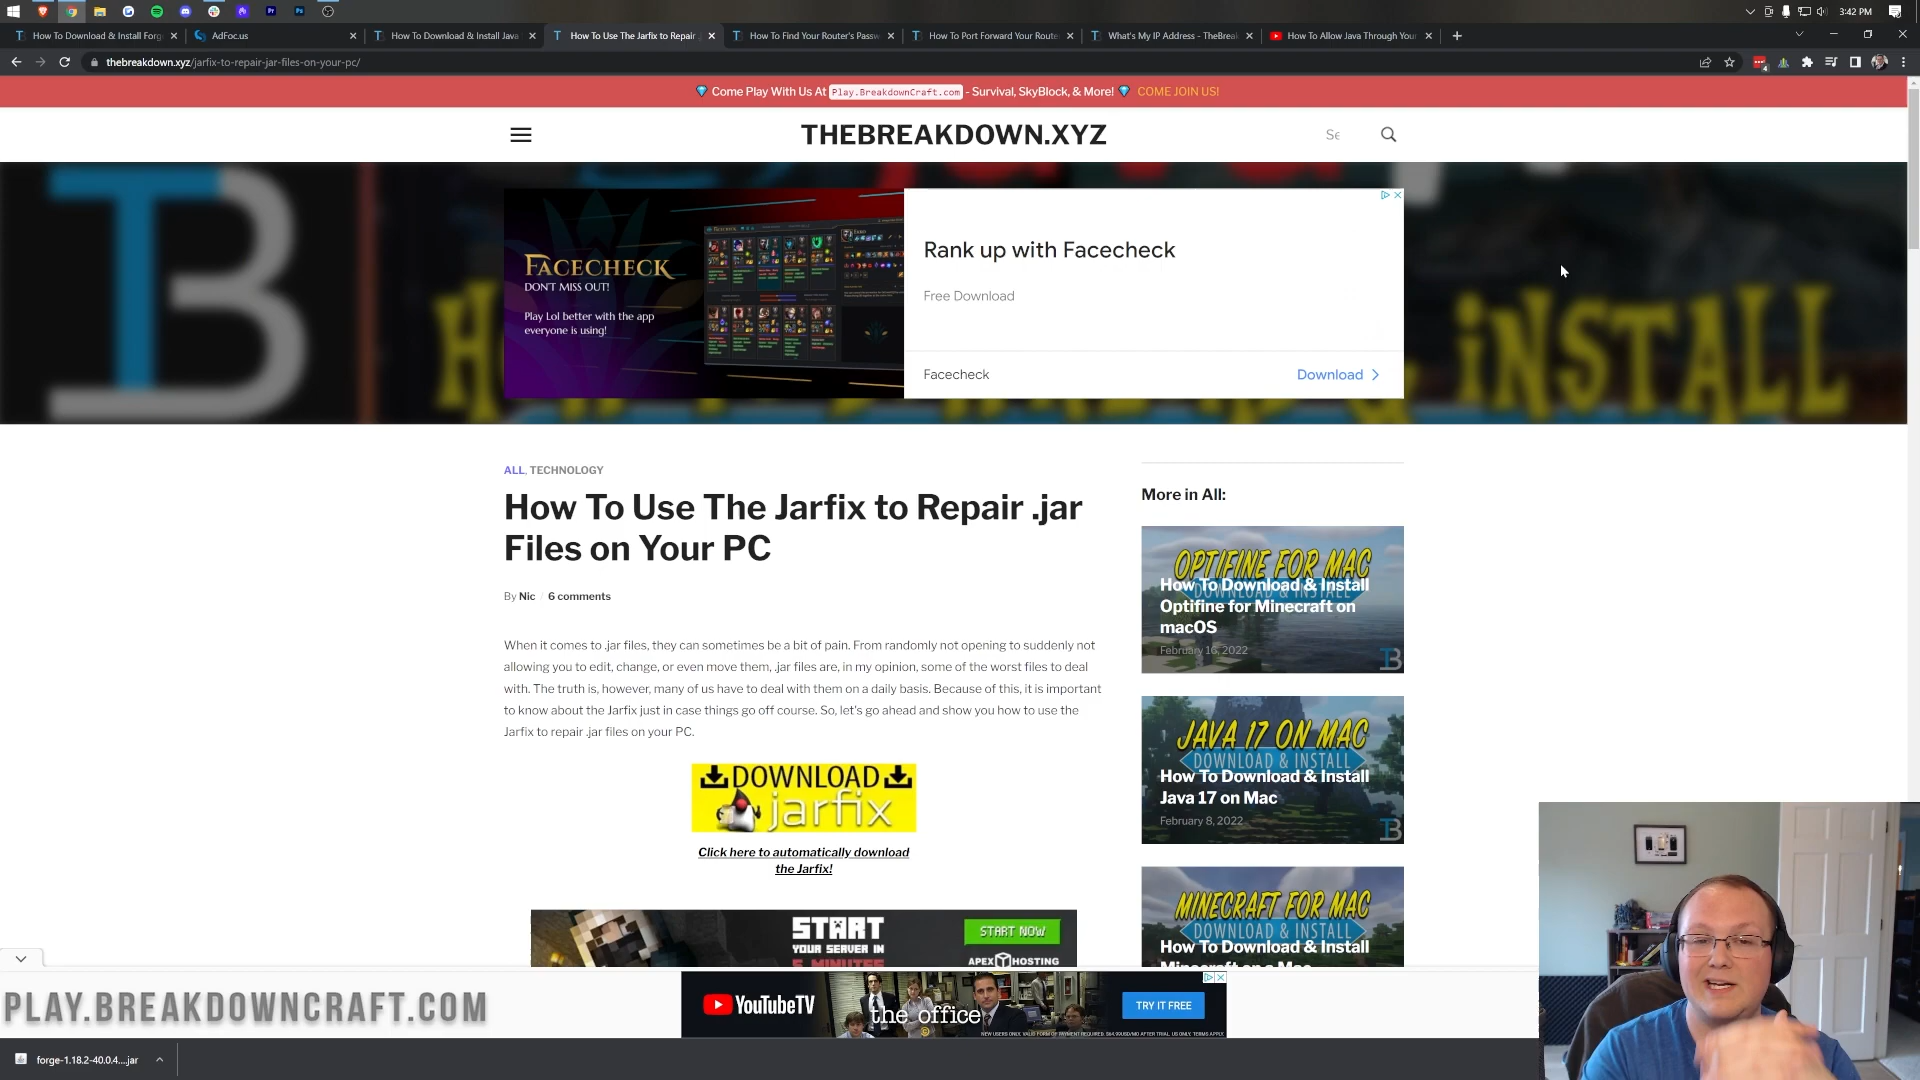 3:42 PM
How To Download & Install Forg
AdFoc.us
How To Download & Install Java
How To Use The Jarfix to Repair
How To Find Your Router's Passw
How To Port Forward Your Route
What's My IP Address - TheBreak
How To Allow Java Through Your
thebreakdown.xyz/jarfix-to-repair-jar-files-on-your-pc/
Come Play With Us At Play.BreakdownCraft.com - Survival, SkyBlock, & More! COME JOIN US!
THEBREAKDOWN.XYZ
Se
INSTALL
FACECHECK
DON'T MISS OUT!
Play Lol better with the app
everyone is using!
Rank up with Facecheck
Free Download
Facecheck
Download
ALL, TECHNOLOGY
How To Use The Jarfix to Repair .jar
Files on Your PC
By Nic / 6 comments
When it comes to .jar files, they can sometimes be a bit of pain. From randomly not opening to suddenly not
allowing you to edit, change, or even move them, .jar files are, in my opinion, some of the worst files to deal
with. The truth is, however, many of us have to deal with them on a daily basis. Because of this, it is important
to know about the Jarfix just in case things go off course. So, let's go ahead and show you how to use the
Jarfix to repair .jar files on your PC.
DOWNLOAD
jarfix
Click here to automatically download
the Jarfix!
START
YOUR SERVER IN
5 MINUTES
START NOW
APEX HOSTING
More in All:
OPTIFINE FOR MAC
DOWNLOAD & INSTALL
How To Download & Install
Optifine for Minecraft on
macOS
February 16, 2022
JAVA 17 ON MAC
DOWNLOAD & INSTALL
How To Download & Install
Java 17 on Mac
February 8, 2022
MINECRAFT FOR MAC
DOWNLOAD & INSTALL
How To Download & Install
Minecraft on a Mac
YouTubeTV
the office
TRY IT FREE
PLAY.BREAKDOWNCRAFT.COM
forge-1.18.2-40.0.4....jar